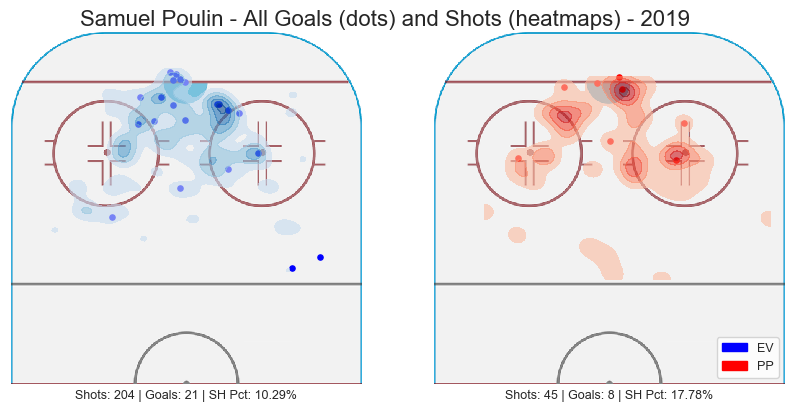 Samuel Poulin - All Goals (dots) and Shots (heatmaps) - 2019
EV
PP
Shots: 204 | Goals: 21 | SH Pct: 10.29%
Shots: 45 | Goals: 8 | SH Pct: 17.78%